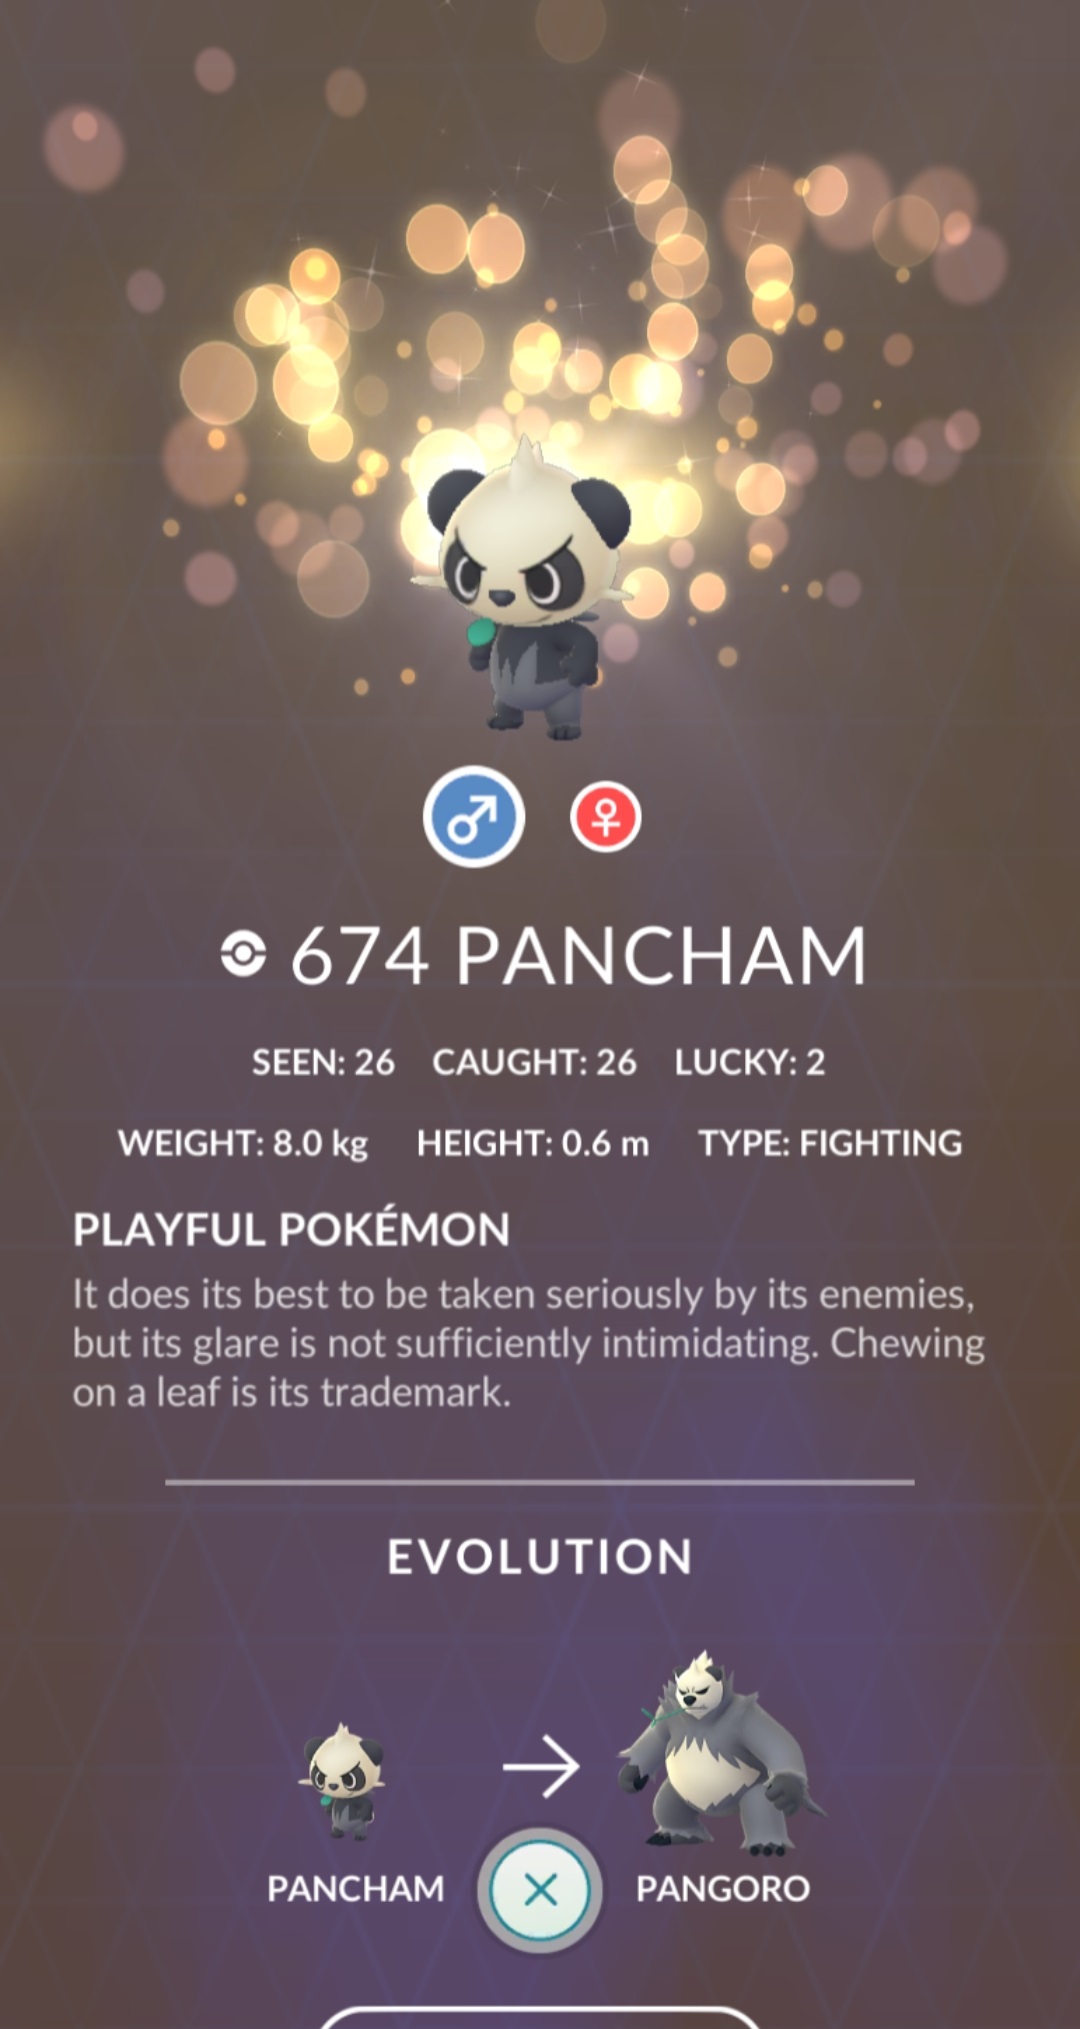 674 PANCHAM
SEEN: 26 CAUGHT: 26 LUCKY: 2
WEIGHT: 8.0 kg HEIGHT: 0.6 m TYPE: FIGHTING
PLAYFUL POKÉMON
It does its best to be taken seriously by its enemies,
but its glare is not sufficiently intimidating. Chewing
on a leaf is its trademark.
EVOLUTION
PANCHAM PANGORO